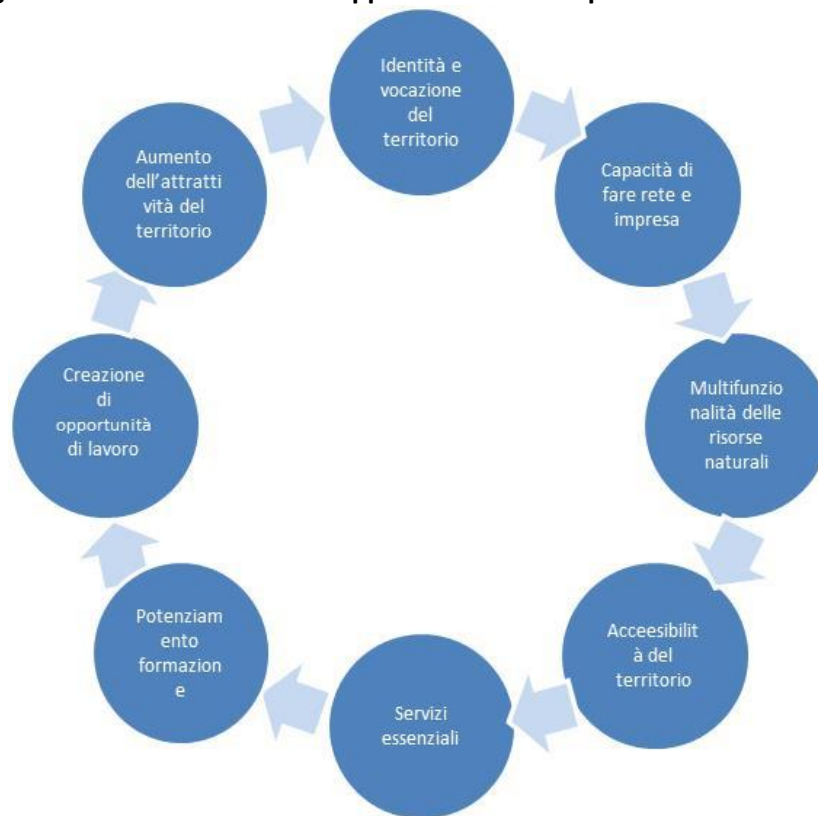 Identità e
vocazione
del
territorio
Capacità di
fare rete e
impresa
Multifunzio
nalità delle
risorse
naturali
Acceesibilit
à del
territorio
Servizi
essenziali
Potenziam
ento
formazion
e
Creazione
di
opportunità
di lavoro
Aumento
dell'attratti
vità del
territorio